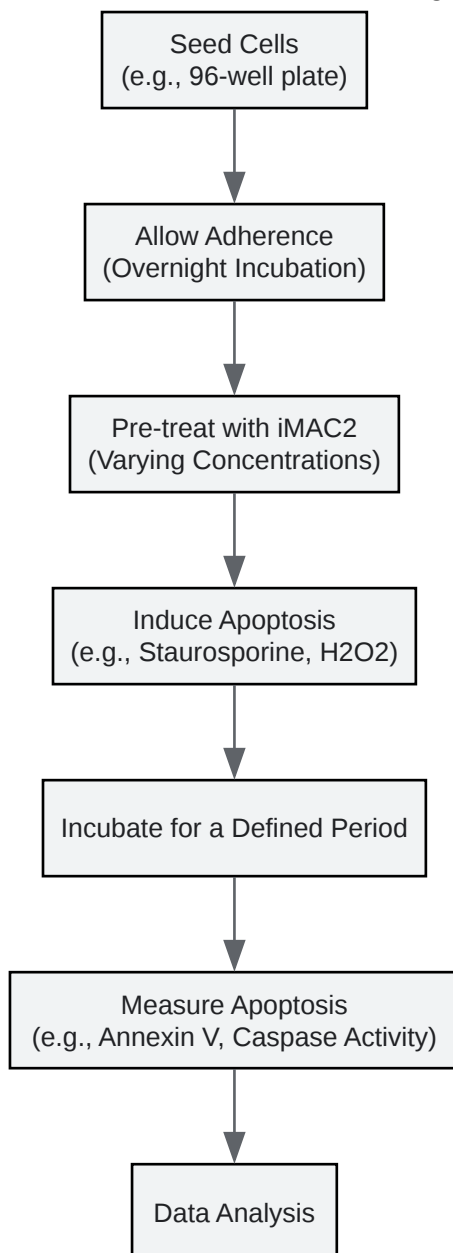 Seed Cells
(e.g., 96-well plate)
Allow Adherence
(Overnight Incubation)
Pre-treat with iMAC2
(Varying Concentrations)
Induce Apoptosis
(e.g., Staurosporine, H2O2)
Incubate for a Defined Period
Measure Apoptosis
(e.g., Annexin V, Caspase Activity)
Data Analysis